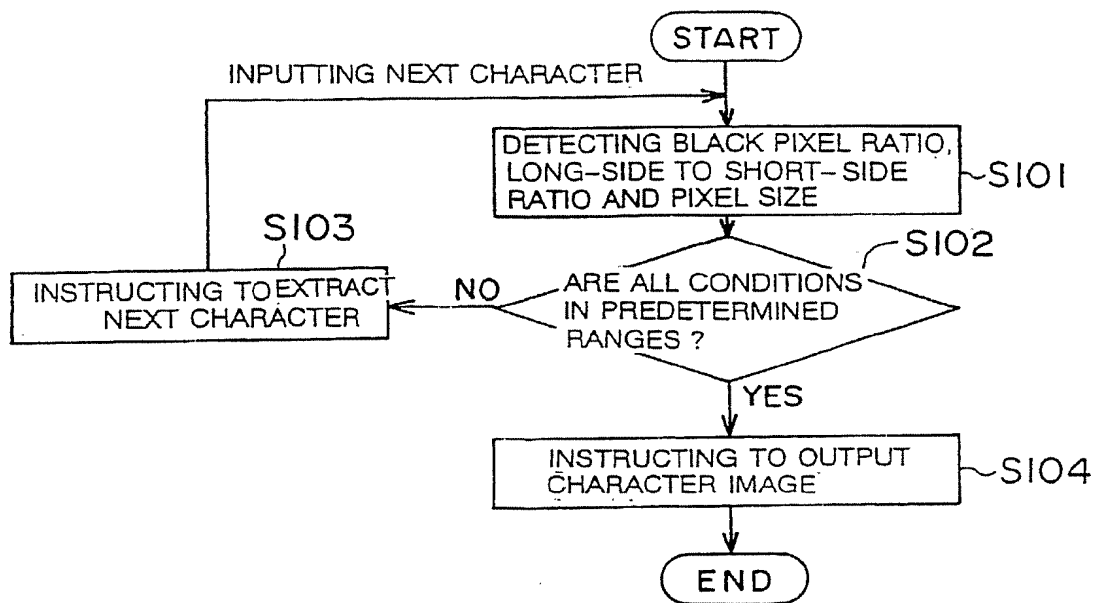 START
INPUTTING NEXT CHARACTER
DETECTING BLACK PIXEL RATIO,
LONG-SIDE TO SHORT-SIDE
RATIO AND PIXEL SIZE
S101
S103
S102
INSTRUCTING TO EXTRACT
NEXT CHARACTER
NO
ARE ALL CONDITIONS
IN PREDETERMINED
RANGES ?
YES
INSTRUCTING TO OUTPUT
CHARACTER IMAGE
S104
END